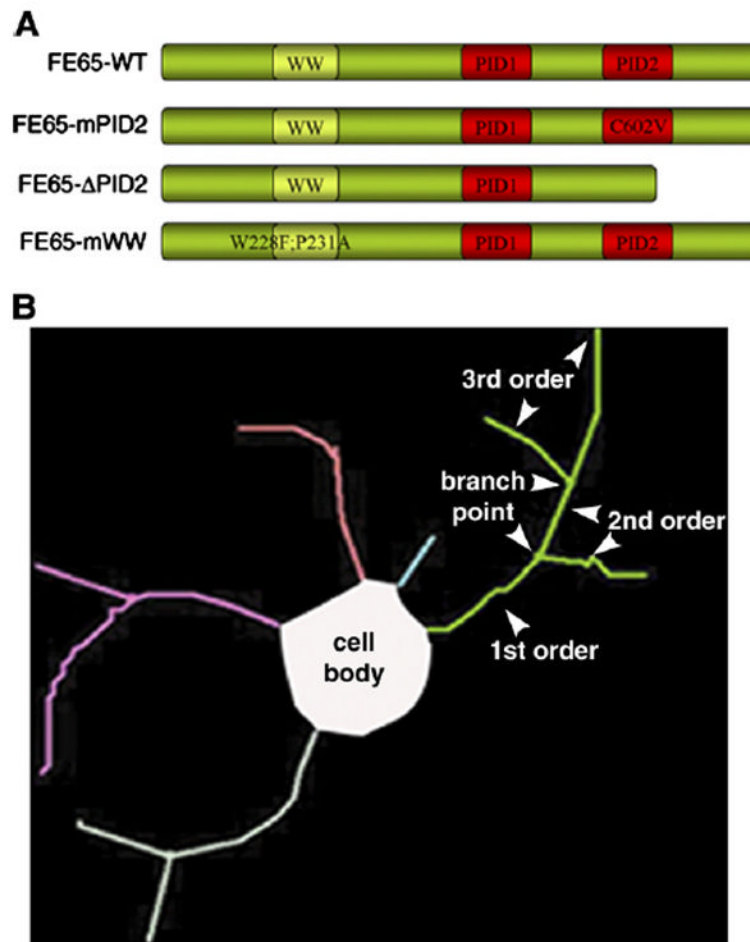 A
FE65-WT WW PID1 PID2
FE65-mPID2 WW PID1 C602V
FE65-ΔPID2 WW PID1
FE65-mWW W228F;P231A PID1 PID2
B
3rd order
branch
point
2nd order
1st order
cell
body